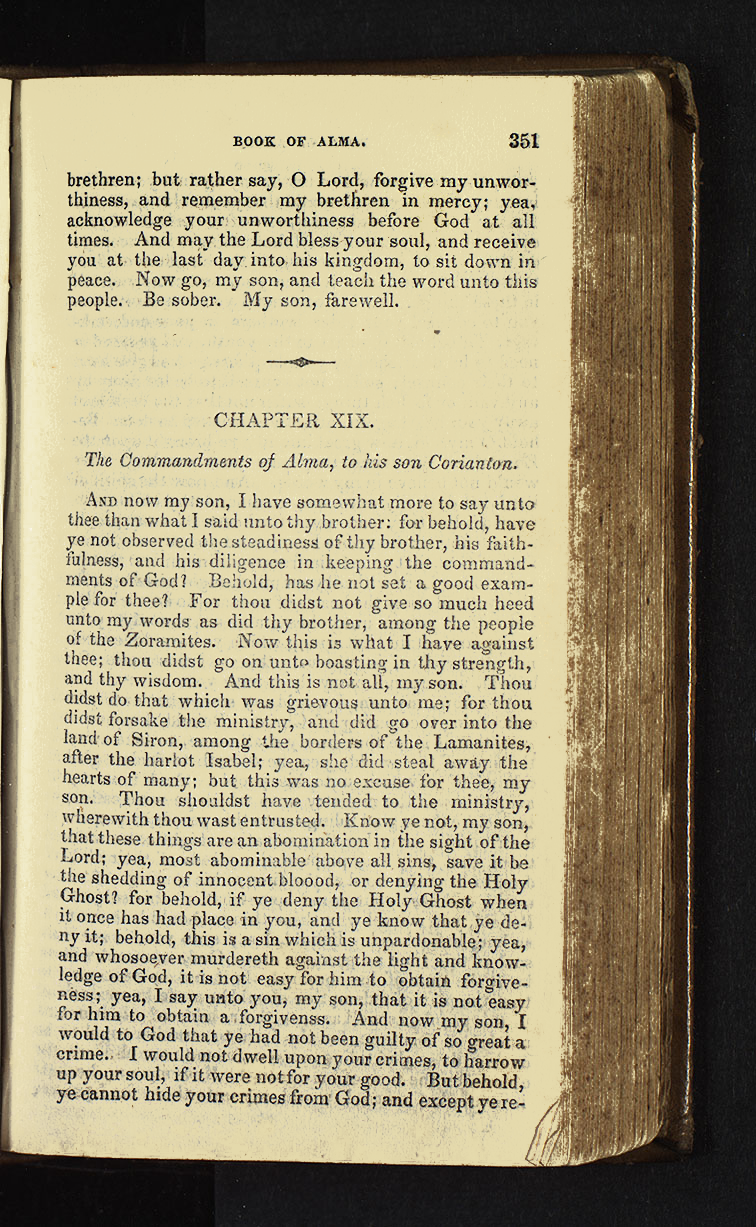 BOOK OF ALMA. 351
brethren; but rather say, O Lord, forgive my unwor-
thiness, and remember my brethren in mercy; yea,
acknowledge your unworthiness before God at all
times. And may the Lord bless your soul, and receive
you at the last day into his kingdom, to sit down in
peace. Now go, my son, and teach the word unto this
people. Be sober. My son, farewell.
CHAPTER XIX.
The Commandments of Alma, to his son Corianton.
AND now my son, I have somewhat more to say unto
thee than what I said unto thy brother: for behold, have
ye not observed the steadiness of thy brother, his faith-
fulness, and his diligence in keeping the command-
ments of God? Behold, has he not set a good exam-
ple for thee? For thou didst not give so much heed
unto my words as did thy brother, among the people
of the Zoramites. Now this is what I have against
thee; thou didst go on unto boasting in thy strength,
and thy wisdom. And this is not all, my son. Thou
didst do that which was grievous unto me; for thou
didst forsake the ministry, and did go over into the
land of Siron, among the borders of the Lamanites,
after the harlot Isabel; yea, she did steal away the
hearts of many; but this was no excuse for thee, my
son. Thou shouldst have tended to the ministry,
wherewith thou wast entrusted. Know ye not, my son,
that these things are an abomination in the sight of the
Lord; yea, most abominable above all sins, save it be
the shedding of innocent bloood, or denying the Holy
Ghost? for behold, if ye deny the Holy Ghost when
it once has had place in you, and ye know that ye de-
ny it; behold, this is a sin which is unpardonable; yea,
and whosoever murdereth against the light and know-
ledge of God, it is not easy for him to obtain forgive-
ness; yea, I say unto you, my son, that it is not easy
for him to obtain a forgivenss. And now my son, I
would to God that ye had not been guilty of so great a
crime. I would not dwell upon your crimes, to harrow
up your soul, if it were not for your good. But behold,
ye cannot hide your crimes from God; and except ye re-